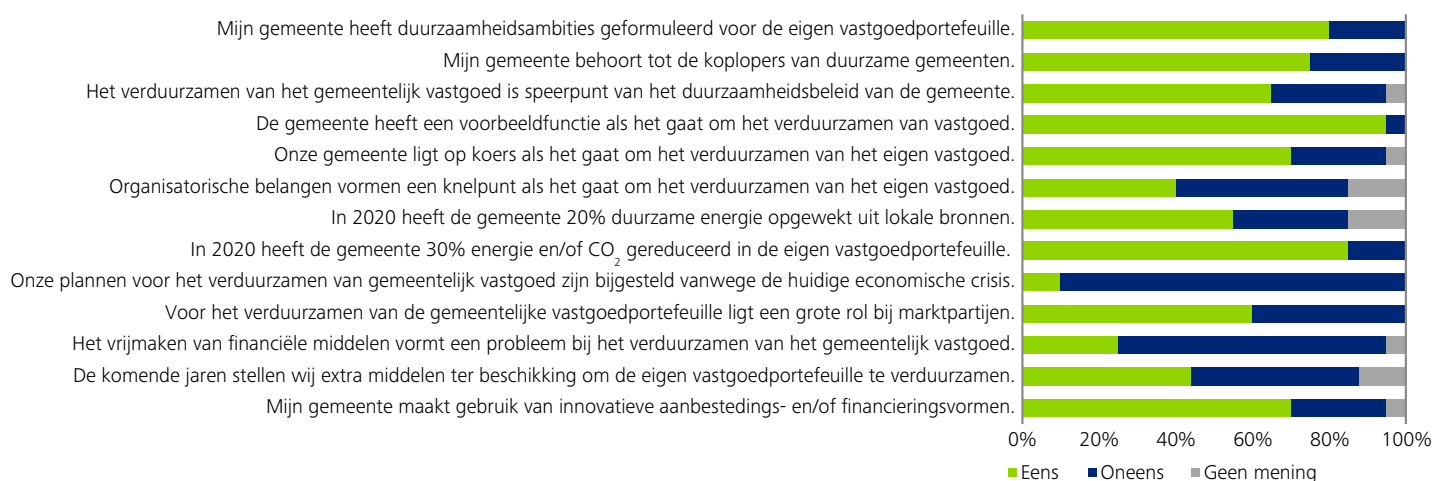 Mijn gemeente heeft duurzaamheidsambities geformuleerd voor de eigen vastgoedportefeuille.
Mijn gemeente behoort tot de koplopers van duurzame gemeenten.
Het verduurzamen van het gemeentelijk vastgoed is speerpunt van het duurzaamheidsbeleid van de gemeente.
De gemeente heeft een voorbeeldfunctie als het gaat om het verduurzamen van vastgoed.
Onze gemeente ligt op koers als het gaat om het verduurzamen van het eigen vastgoed.
Organisatorische belangen vormen een knelpunt als het gaat om het verduurzamen van het eigen vastgoed.
In 2020 heeft de gemeente 20% duurzame energie opgewekt uit lokale bronnen.
In 2020 heeft de gemeente 30% energie en/of CO₂ gereduceerd in de eigen vastgoedportefeuille.
Onze plannen voor het verduurzamen van gemeentelijk vastgoed zijn bijgesteld vanwege de huidige economische crisis.
Voor het verduurzamen van de gemeentelijke vastgoedportefeuille ligt een grote rol bij marktpartijen.
Het vrijmaken van financiële middelen vormt een probleem bij het verduurzamen van het gemeentelijk vastgoed.
De komende jaren stellen wij extra middelen ter beschikking om de eigen vastgoedportefeuille te verduurzamen.
Mijn gemeente maakt gebruik van innovatieve aanbestedings- en/of financieringsvormen.
0% 20% 40% 60% 80% 100%
Eens Oneens Geen mening